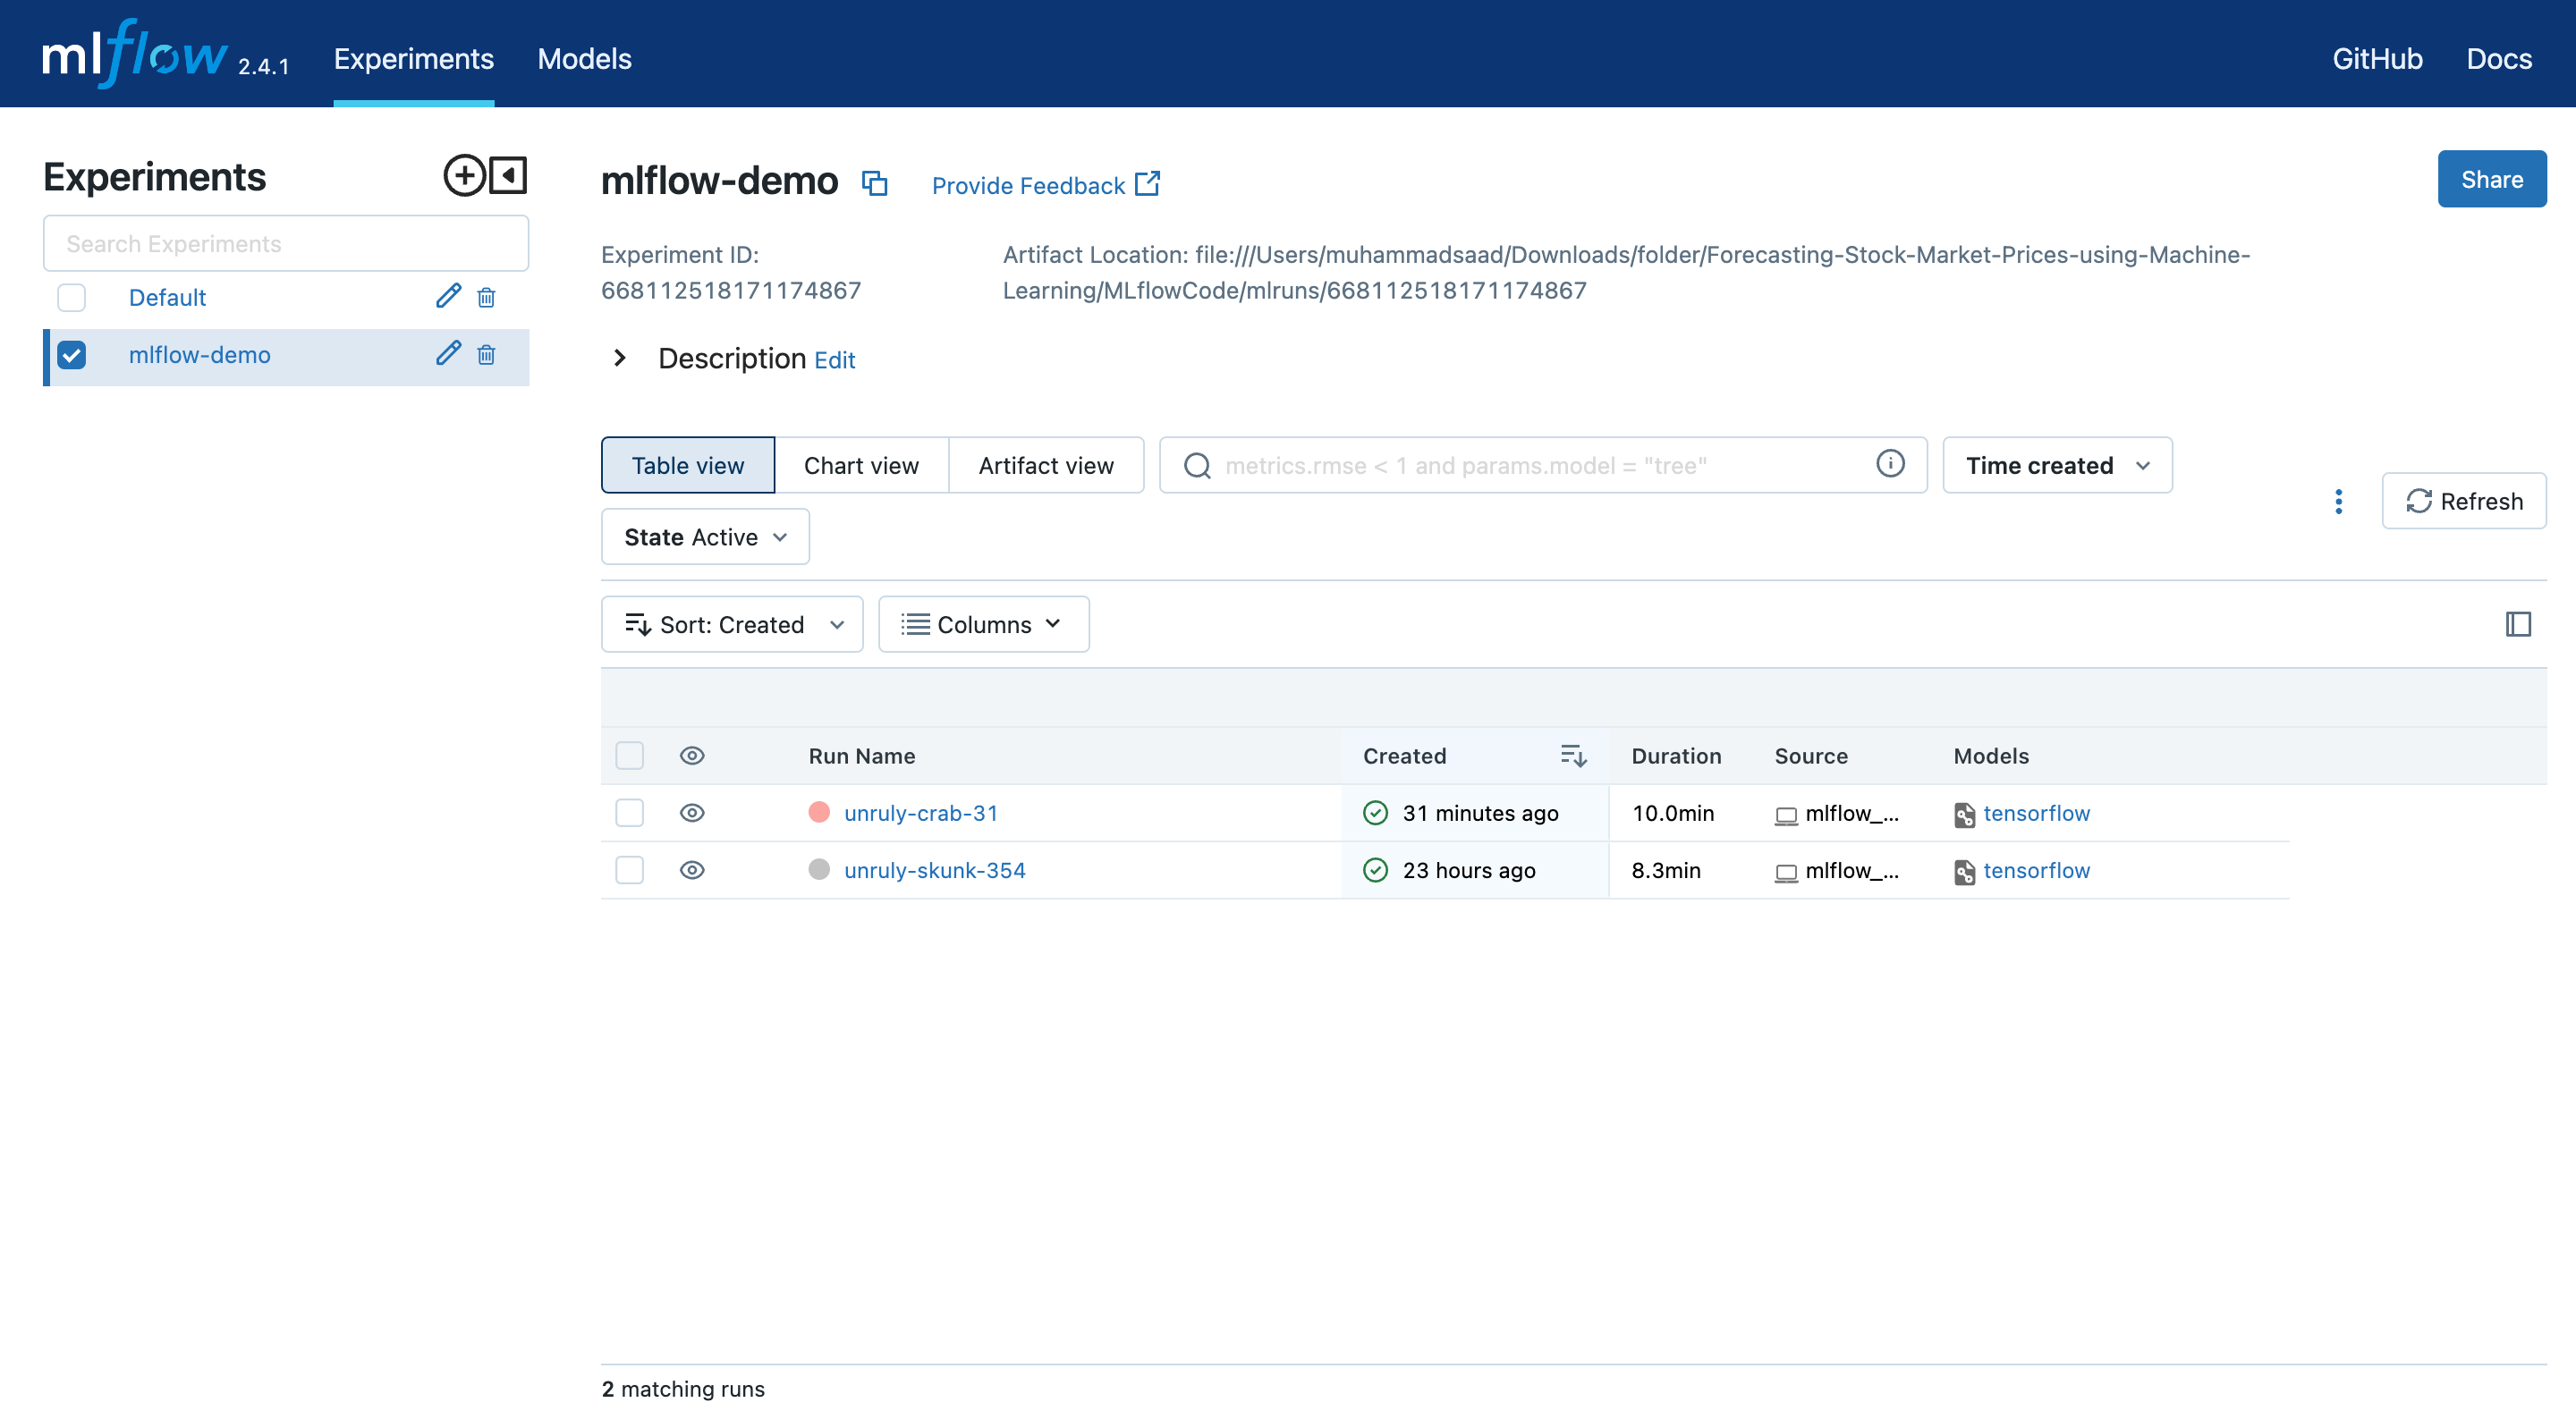 mlflow 2.4.1 Experiments Models GitHub Docs
Experiments
Search Experiments
Default
mlflow-demo
mlflow-demo Provide Feedback Share
Experiment ID:
668112518171174867
Artifact Location: file:///Users/muhammadsaad/Downloads/folder/Forecasting-Stock-Market-Prices-using-Machine-
Learning/MLflowCode/mlruns/668112518171174867
Description Edit
Table view Chart view Artifact view metrics.rmse < 1 and params.model = "tree" Time created
State Active
Refresh
Sort: Created Columns
Run Name Created Duration Source Models
unruly-crab-31 31 minutes ago 10.0min mlflow_... tensorflow
unruly-skunk-354 23 hours ago 8.3min mlflow_... tensorflow
2 matching runs